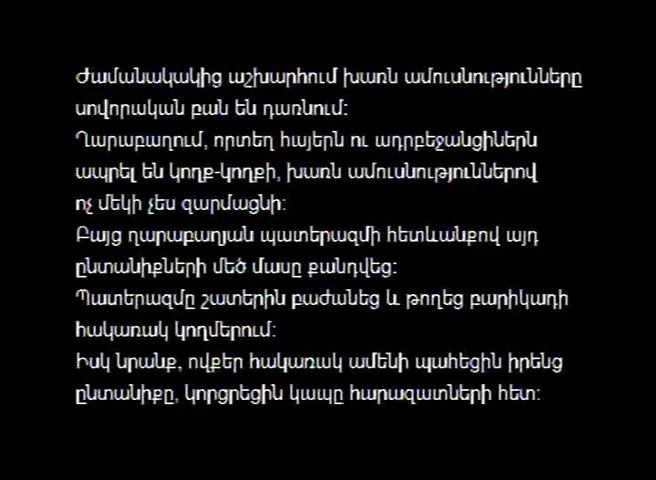 Ժամանակակից աշխարհում խառն ամուսնությունները
սովորական բան են դառնում:
Ղարաբաղում, որտեղ հայերն ու ադրբեջանցիներն
ապրել են կողք-կողքի, խառն ամուսնություններով
ոչ մեկի չես զարմացնի:
Բայց ղարաբաղյան պատերազմի հետևանքով այդ
ընտանիքների մեծ մասը քանդվեց:
Պատերազմը շատերին բաժանեց և թողեց բարիկադի
հակառակ կողմերում:
Իսկ նրանք, ովքեր հակառակ ամենի պահեցին իրենց
ընտանիքը, կորցրեցին կապը հարազատների հետ: